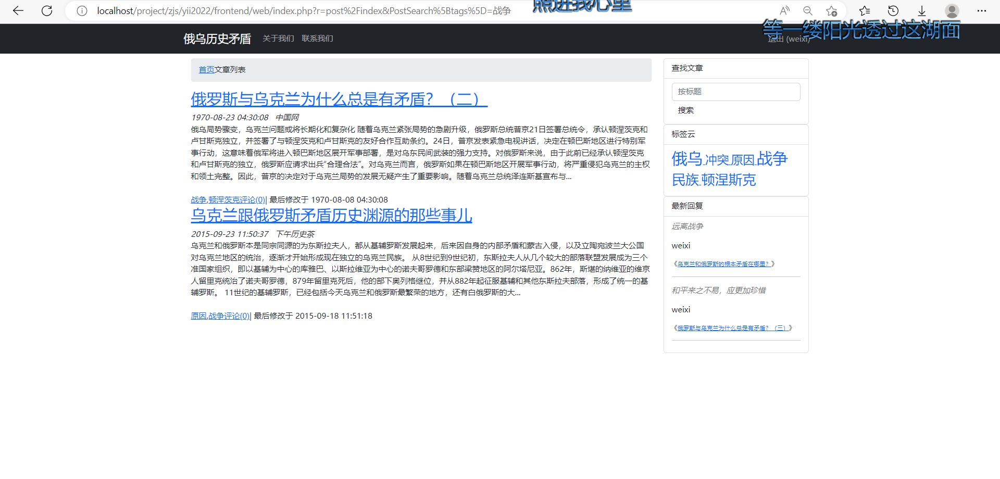 localhost/project/zjs/yii2022/frontend/web/index.php?r=post%2Findex&PostSearch%5Btags%5D=战争
照进我心里
等一缕阳光透过这湖面
俄乌历史矛盾 关于我们 联系我们 退出 (weixi)
首页文章列表
俄罗斯与乌克兰为什么总是有矛盾？（二）
1970-08-23 04:30:08 中国网
俄乌局势骤变，乌克兰问题或将长期化和复杂化 随着乌克兰紧张局势的急剧升级，俄罗斯总统普京21日签署总统令，承认顿涅茨克和
卢甘斯克独立，并签署了与顿涅茨克和卢甘斯克的友好合作互助条约。24日，普京发表紧急电视讲话，决定在顿巴斯地区进行特别军
事行动，这意味着俄军将进入顿巴斯地区展开军事部署，是对乌东民间武装的强力支持。对俄罗斯来说，由于此前已经承认顿涅茨克
和卢甘斯克的独立，俄罗斯应请求出兵“合理合法”。对乌克兰而言，俄罗斯如果在顿巴斯地区开展军事行动，将严重侵犯乌克兰的主权
和领土完整。因此，普京的决定对于乌克兰局势的发展无疑产生了重要影响。随着乌克兰总统泽连斯基宣布与...
战争,顿涅茨克评论(0)| 最后修改于 1970-08-08 04:30:08
乌克兰跟俄罗斯矛盾历史渊源的那些事儿
2015-09-23 11:50:37 下午历史茶
乌克兰和俄罗斯本是同宗同源的为东斯拉夫人，都从基辅罗斯发展起来，后来因自身的内部矛盾和蒙古入侵，以及立陶宛波兰大公国
对乌克兰地区的统治，逐渐才开始形成现在独立的乌克兰民族。 从8世纪到9世纪初，东斯拉夫人从几个较大的部落联盟发展成为三个
准国家组织，即以基辅为中心的库雅巴、以斯拉维亚为中心的诺夫哥罗德和东部梁赞地区的阿尔塔尼亚。862年，斯堪的纳维亚的维京
人留里克统治了诺夫哥罗德，879年留里克死后，他的部下奥列格继位，并从882年起征服基辅和其他东斯拉夫部落，形成了统一的基
辅罗斯。 11世纪的基辅罗斯，已经包括今天乌克兰和俄罗斯最繁荣的地方，还有白俄罗斯的大...
原因,战争评论(0)| 最后修改于 2015-09-18 11:51:18
查找文章
按标题
搜索
标签云
俄乌 冲突 原因 战争
民族 顿涅斯克
最新回复
远离战争
weixi
《乌克兰和俄罗斯的根本矛盾在哪里？》
和平来之不易，应更加珍惜
weixi
《俄罗斯与乌克兰为什么总是有矛盾？（三）》